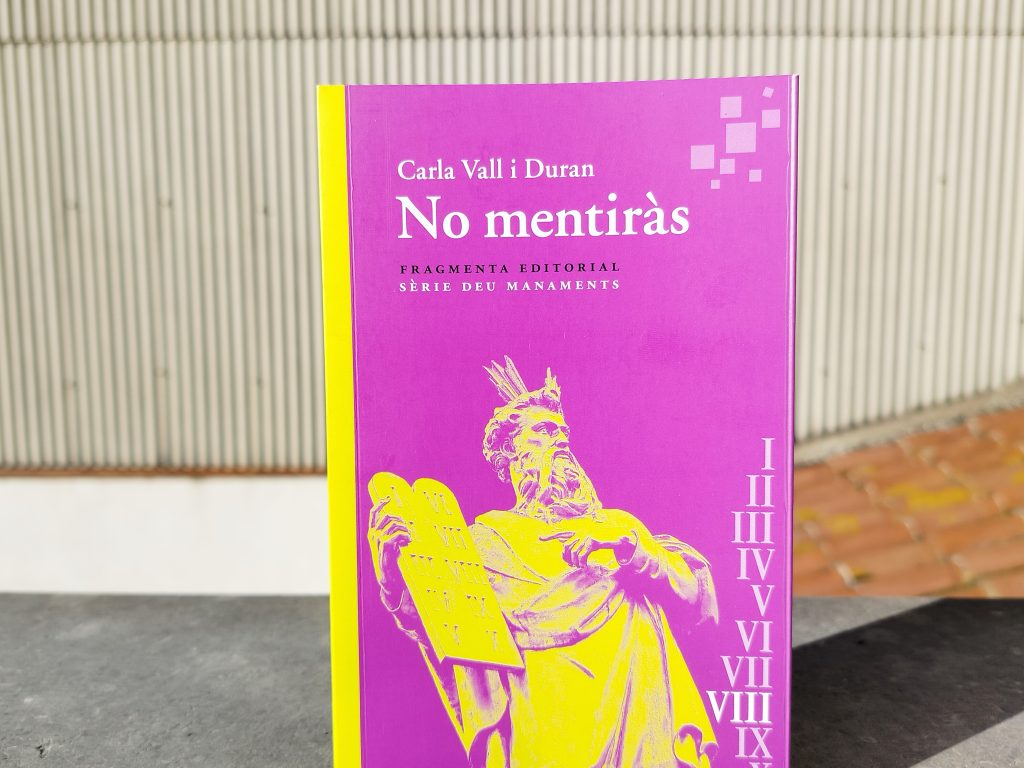 Carla Vall i Duran
No mentiràs
FRAGMENTA EDITORIAL
SÈRIE DEU MANAMENTS
I
II
III
IV
V
VI
VII
VIII
IX
X